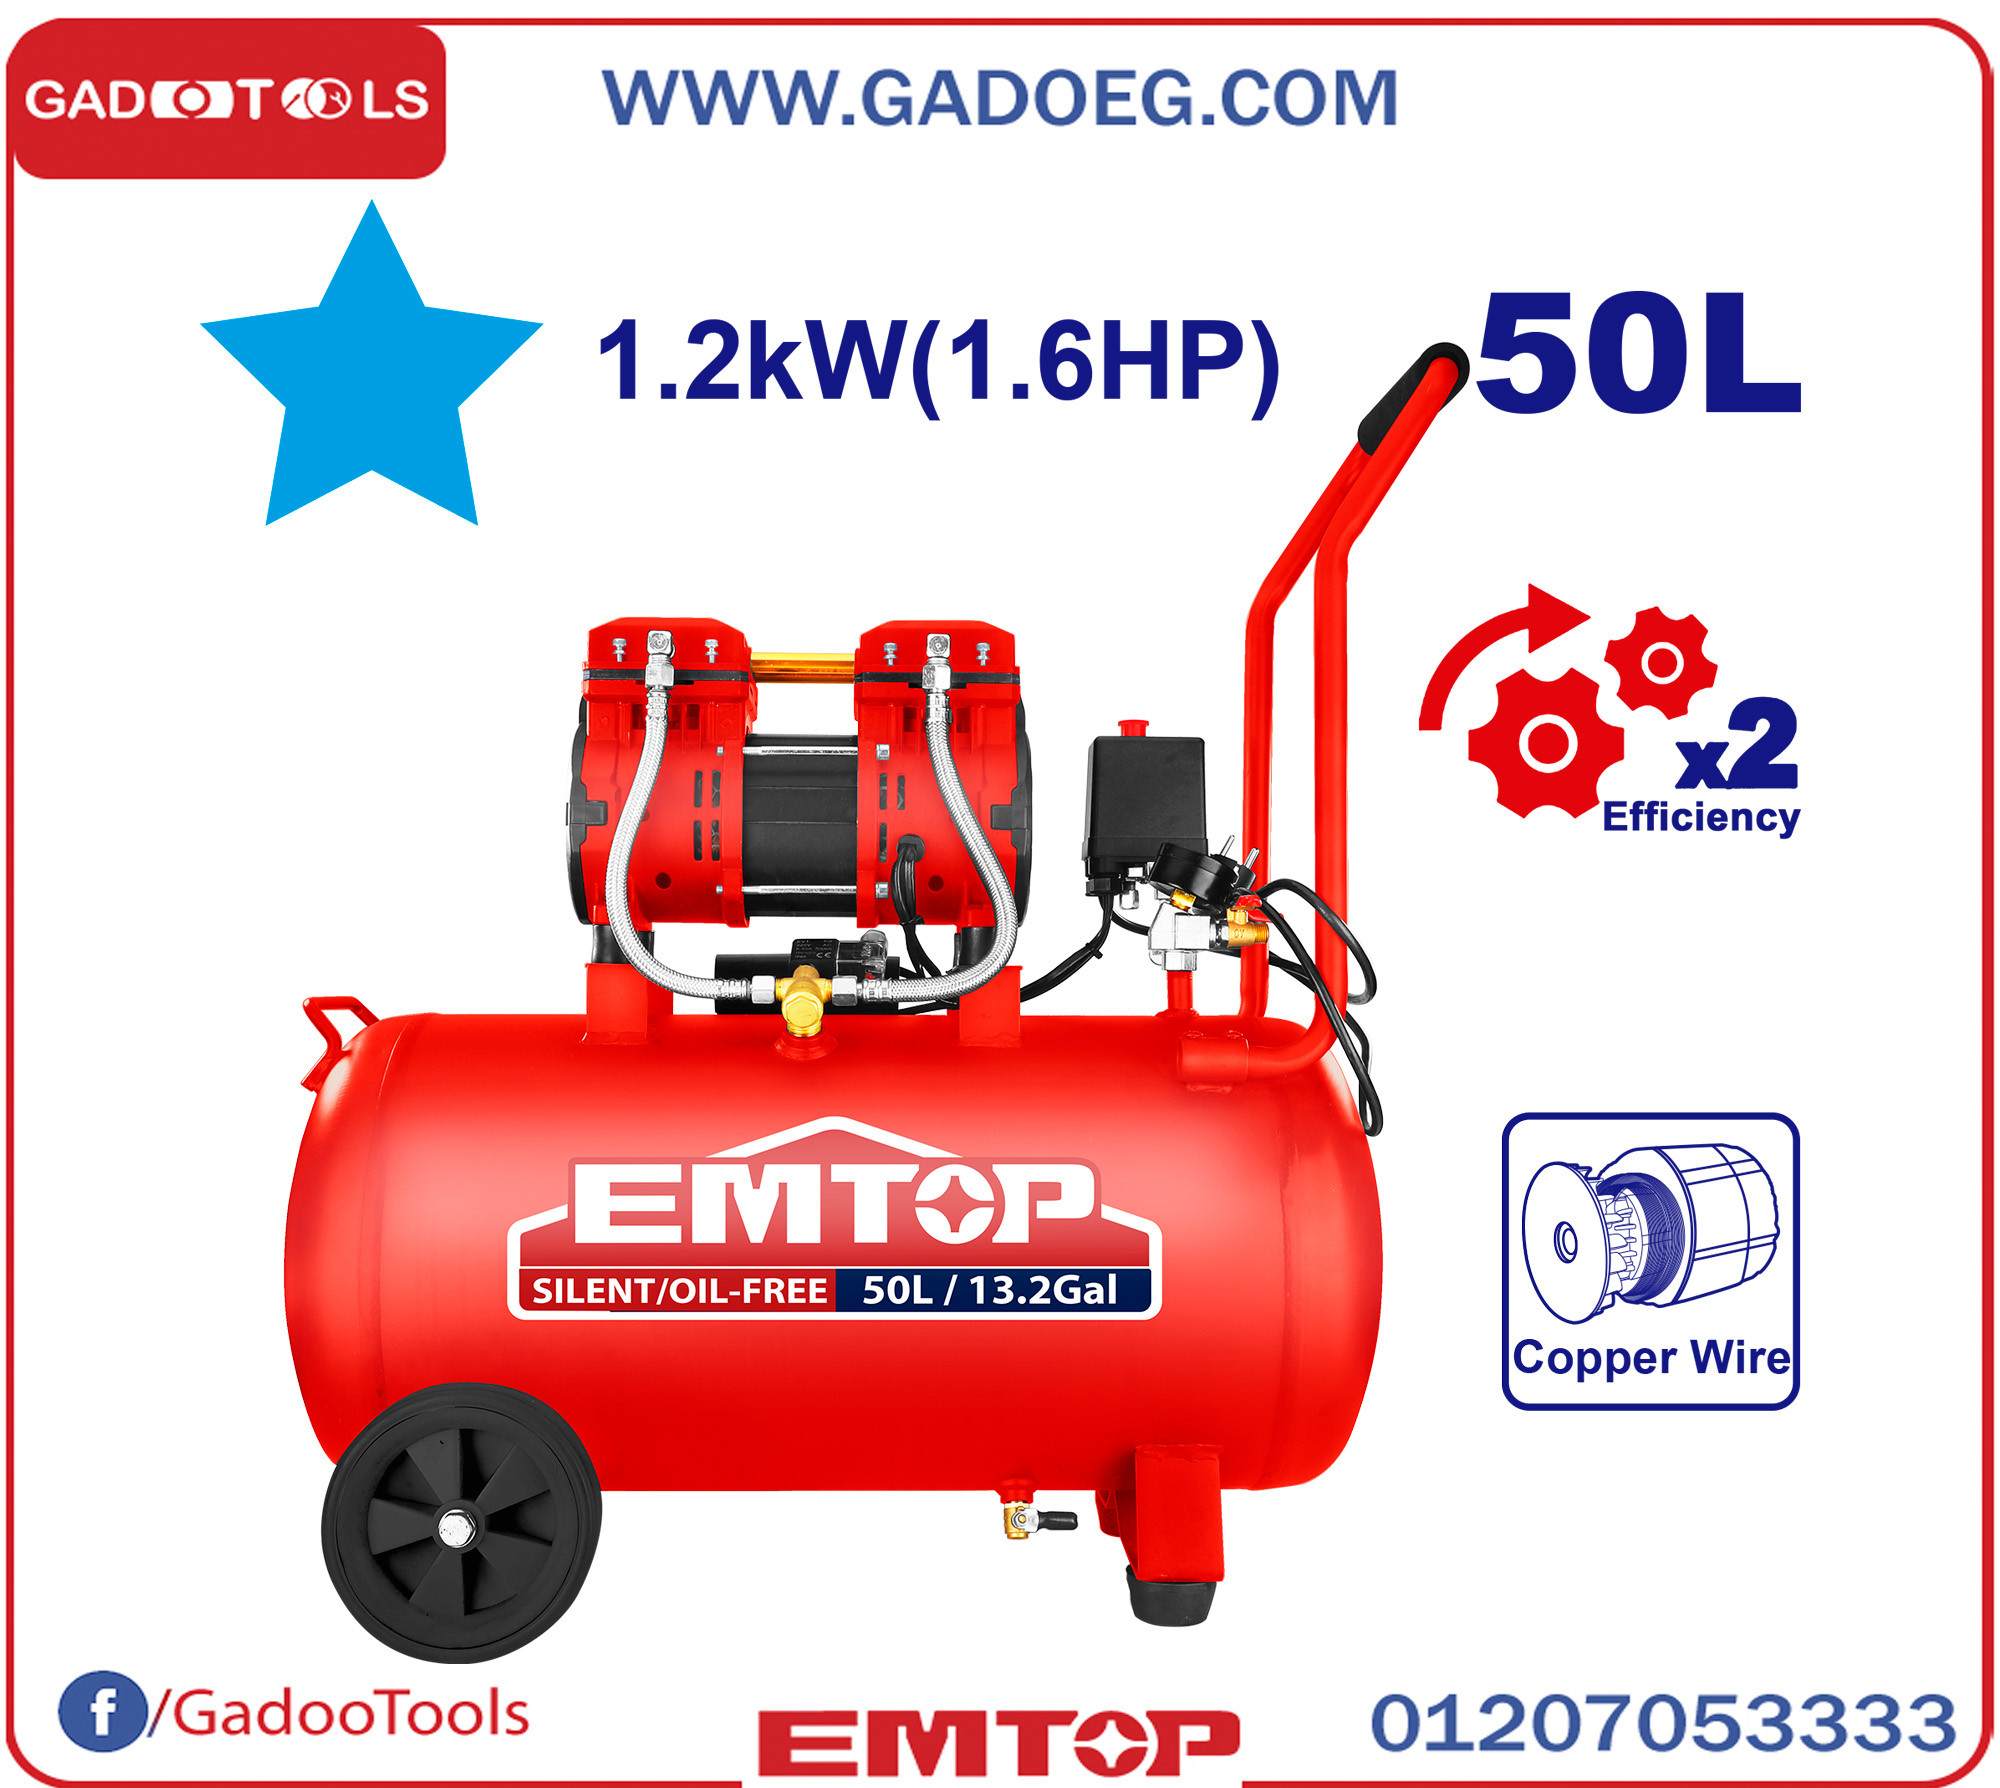 GADOTOOLS
WWW.GADOEG.COM
1.2kW(1.6HP)
50L
x2
Efficiency
EMTOP
SILENT/OIL-FREE
50L / 13.2Gal
Copper Wire
f/GadooTools
EMTOP
01207053333